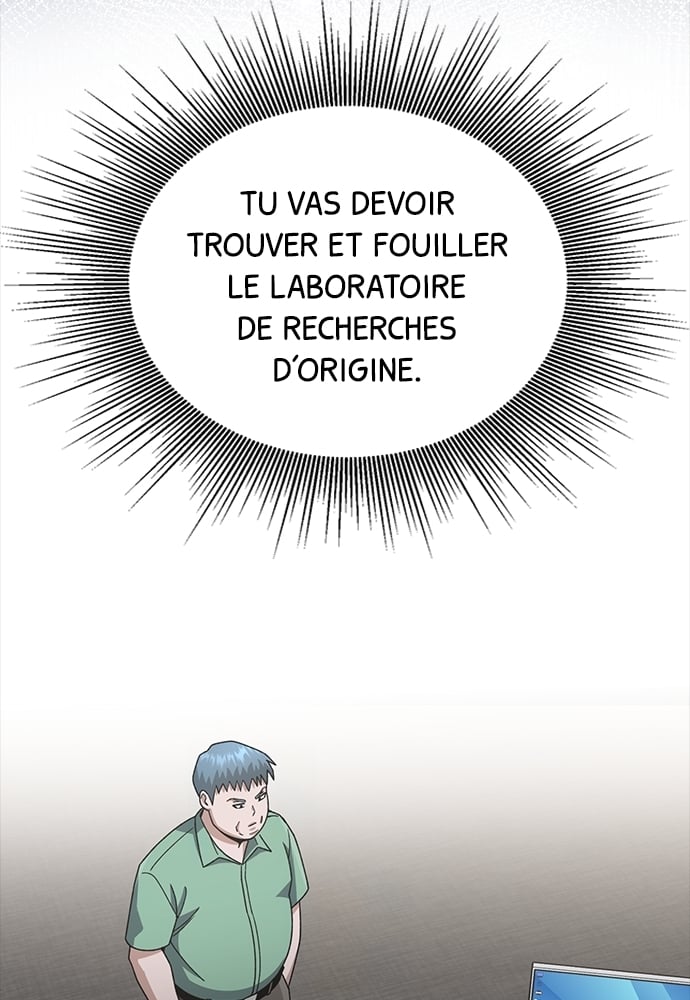 TU VAS DEVOIR
TROUVER ET FOUILLER
LE LABORATOIRE
DE RECHERCHES
D'ORIGINE.